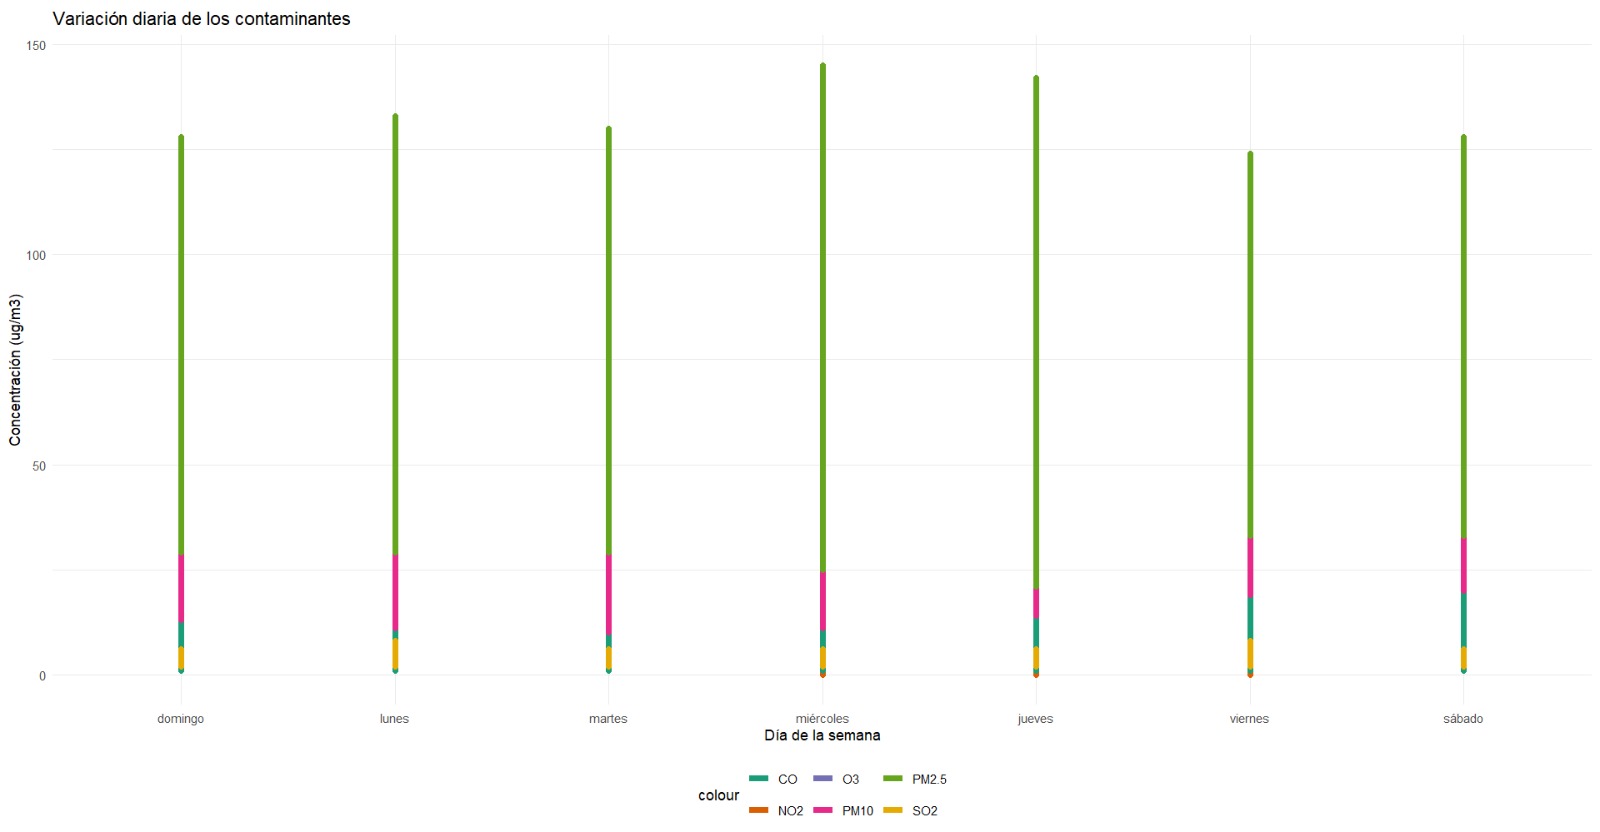 Variación diaria de los contaminantes
150
100
50
0
Concentración (ug/m3)
domingo lunes martes miércoles jueves viernes sábado
Día de la semana
colour
CO O3 PM2.5
NO2 PM10 SO2